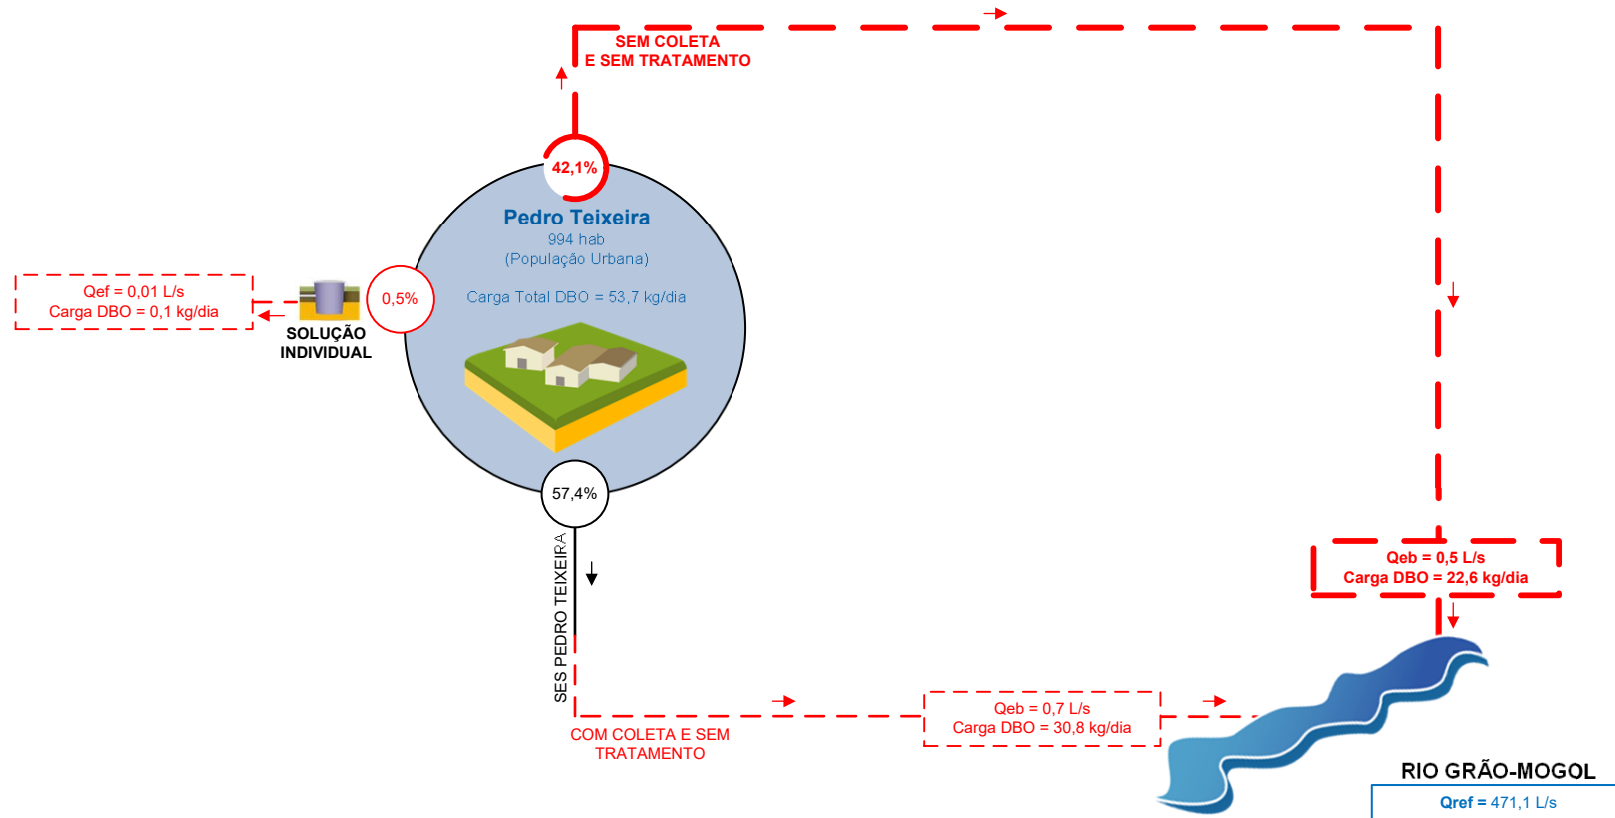 SEM COLETA
E SEM TRATAMENTO
42,1%
Pedro Teixeira
994 hab
(População Urbana)
Carga Total DBO = 53,7 kg/dia
0,5%
Qef = 0,01 L/s
Carga DBO = 0,1 kg/dia
SOLUÇÃO
INDIVIDUAL
57,4%
SES PEDRO TEIXEIRA
COM COLETA E SEM
TRATAMENTO
Qeb = 0,7 L/s
Carga DBO = 30,8 kg/dia
Qeb = 0,5 L/s
Carga DBO = 22,6 kg/dia
RIO GRÃO-MOGOL
Qref = 471,1 L/s